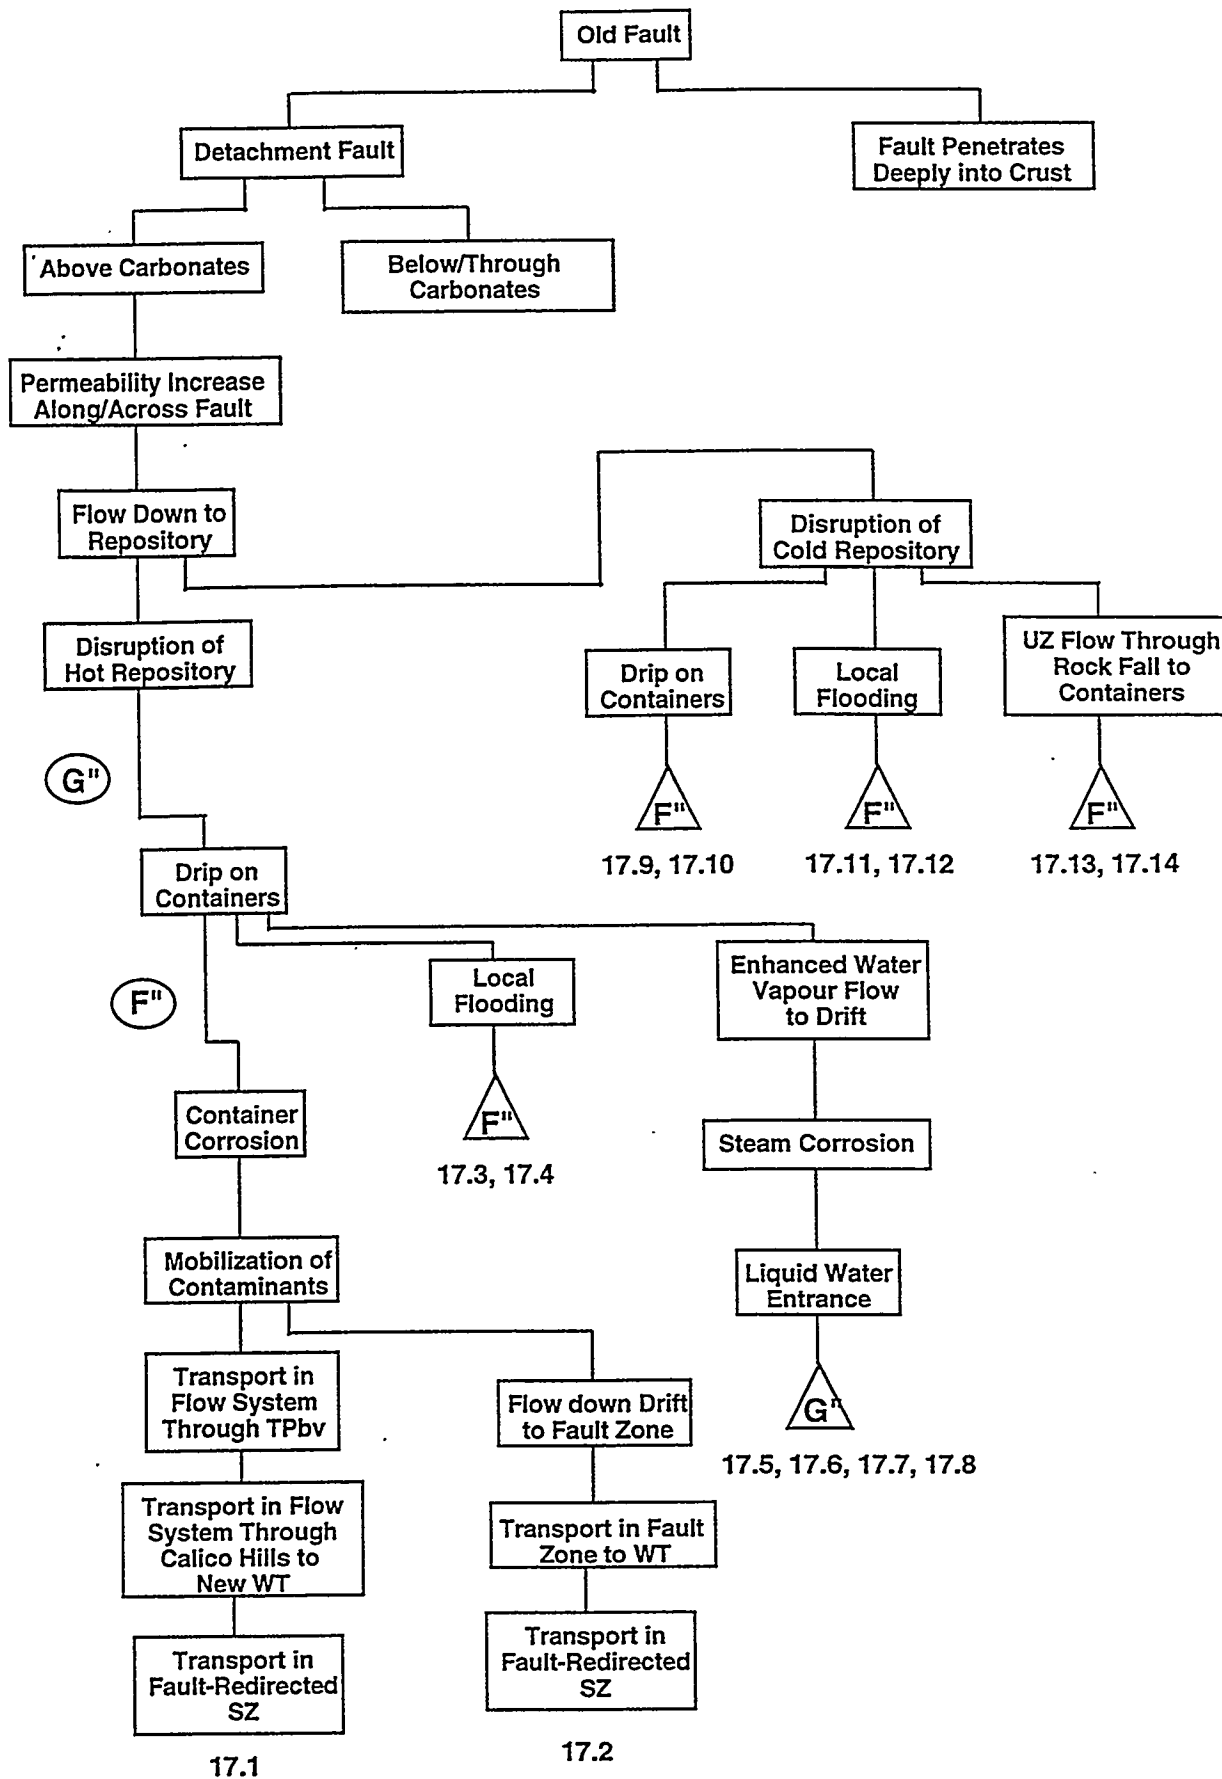 Old Fault
Detachment Fault
Fault Penetrates
Deeply into Crust
Above Carbonates
Below/Through
Carbonates
Permeability Increase
Along/Across Fault
Flow Down to
Repository
Disruption of
Cold Repository
Disruption of
Hot Repository
Drip on
Containers
Local
Flooding
UZ Flow Through
Rock Fall to
Containers
G"
F"
F"
F"
17.9, 17.10
17.11, 17.12
17.13, 17.14
Drip on
Containers
F"
Local
Flooding
Enhanced Water
Vapour Flow
to Drift
Container
Corrosion
F"
17.3, 17.4
Steam Corrosion
Mobilization of
Contaminants
Liquid Water
Entrance
Transport in
Flow System
Through TPbv
Flow down Drift
to Fault Zone
G"
17.5, 17.6, 17.7, 17.8
Transport in Flow
System Through
Calico Hills to
New WT
Transport in Fault
Zone to WT
Transport in
Fault-Redirected
SZ
Transport in
Fault-Redirected
SZ
17.1
17.2